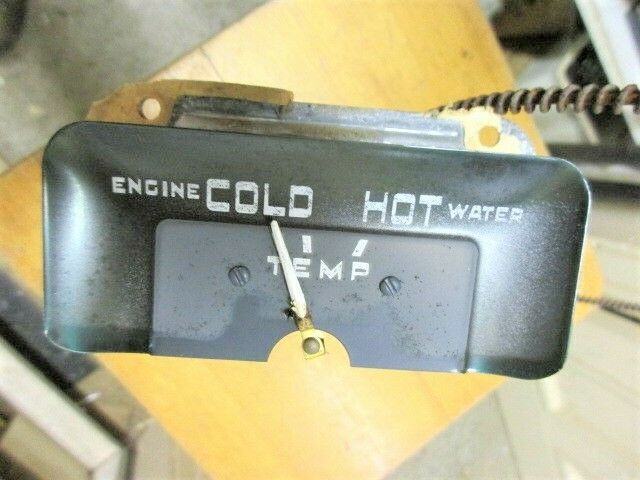 ENGINE COLD HOT WATER
TEMP